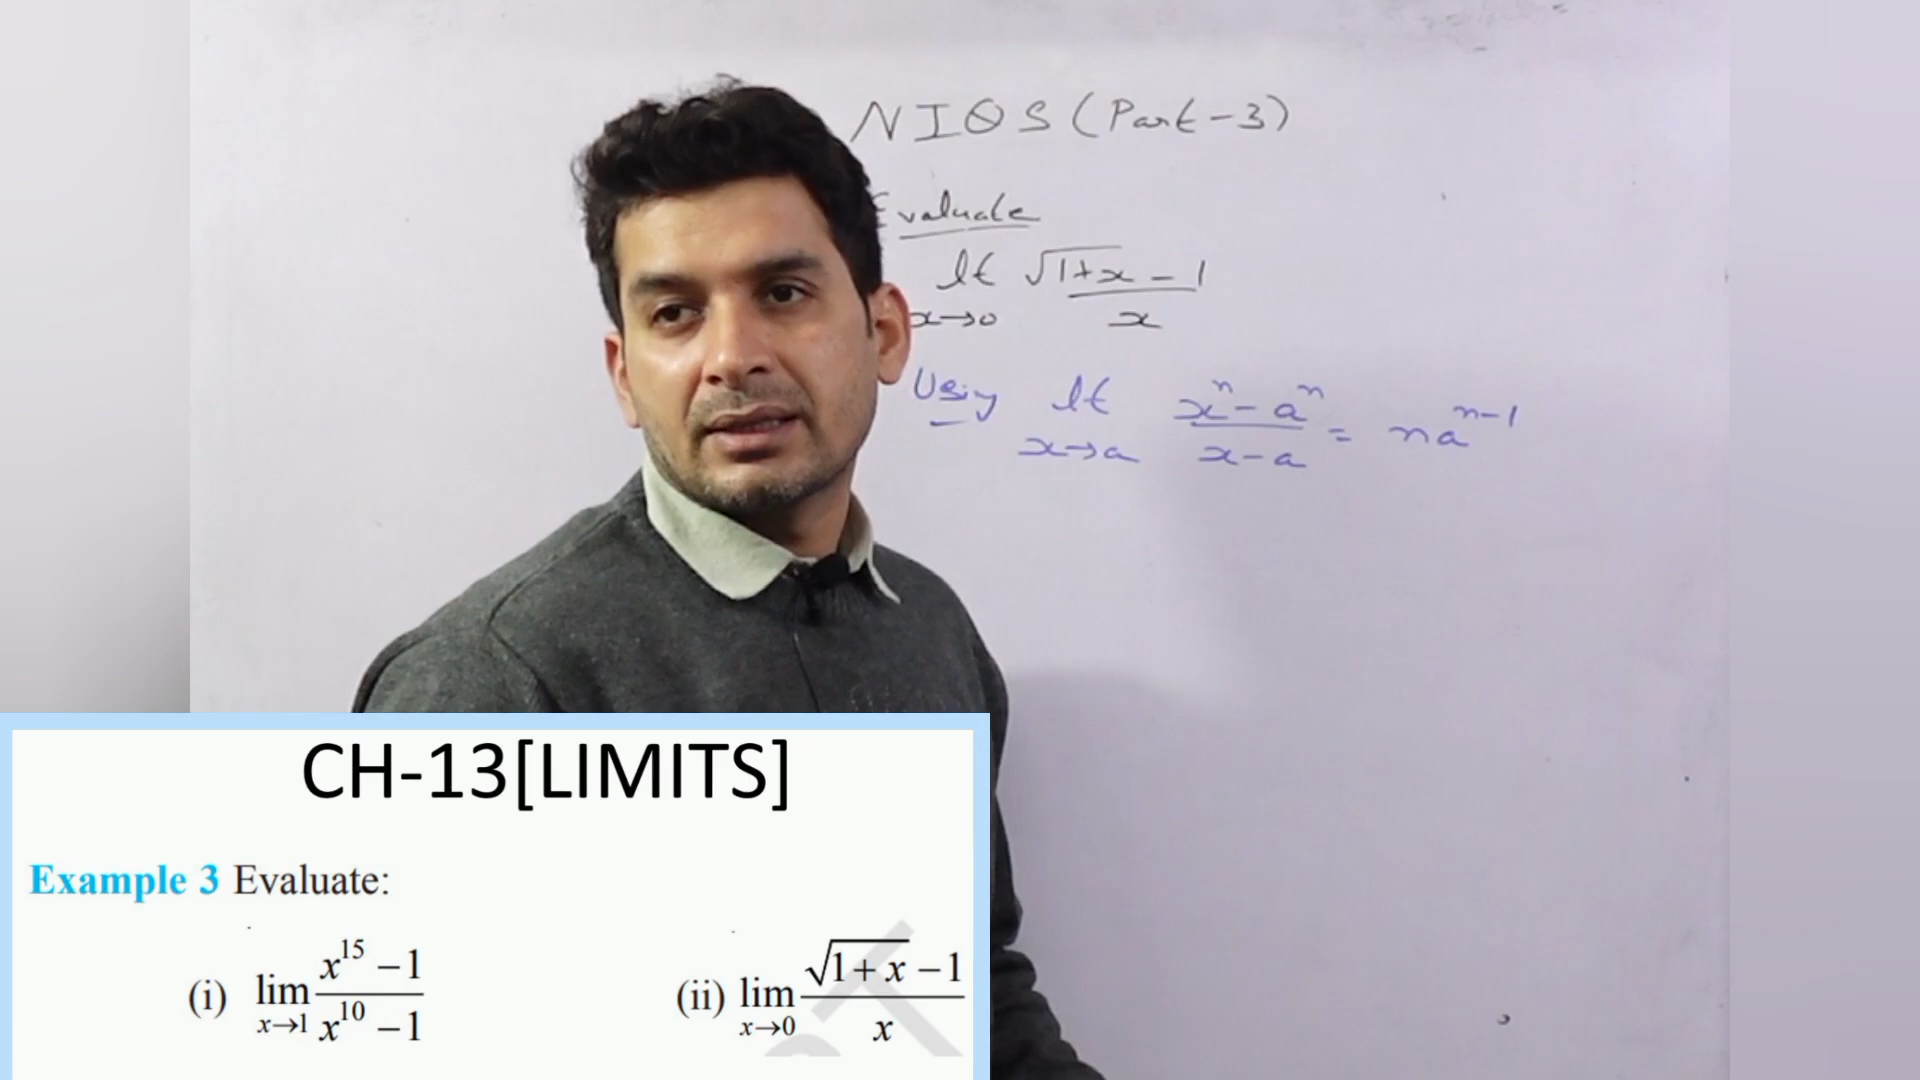 NIOS (Part-3)
Evaluate
lt √1+x - 1
x→0 x
Using lt xⁿ - aⁿ = naⁿ⁻¹
x→a x-a
CH-13[LIMITS]
Example 3 Evaluate:
(i) lim x→1 (x¹⁵ − 1)/(x¹⁰ − 1) (ii) lim x→0 (√1+x − 1)/x